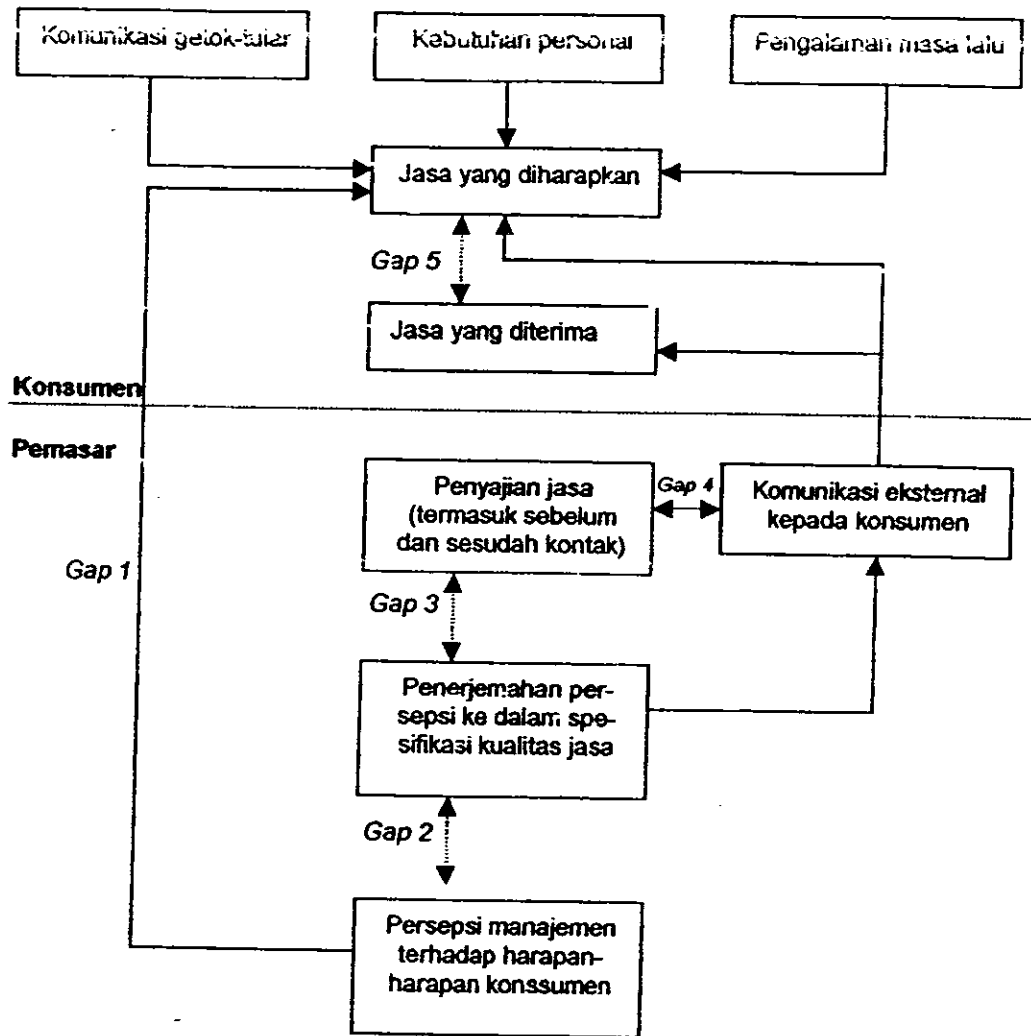 Komunikasi getok-tular
Kebutuhan personal
Pengalaman masa lalu
Jasa yang diharapkan
Gap 5
Jasa yang diterima
Konsumen
Pemasar
Penyajian jasa
(termasuk sebelum
dan sesudah kontak)
Gap 4
Komunikasi eksternal
kepada konsumen
Gap 1
Gap 3
Penerjemahan per-
sepsi ke dalam spe-
sifikasi kualitas jasa
Gap 2
Persepsi manajemen
terhadap harapan-
harapan konssumen